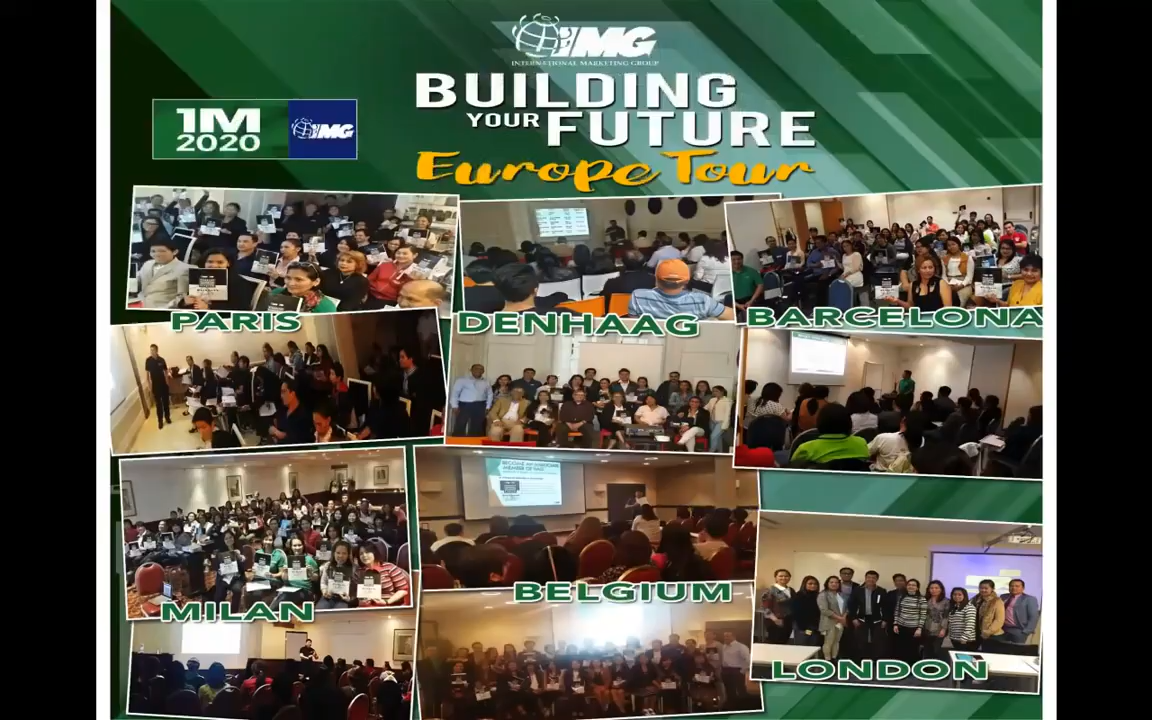 IMG
INTERNATIONAL MARKETING GROUP
BUILDING
YOUR FUTURE
Europe Tour
1M
2020
IMG
PARIS
DENHAAG
BARCELONA
MILAN
BELGIUM
LONDON